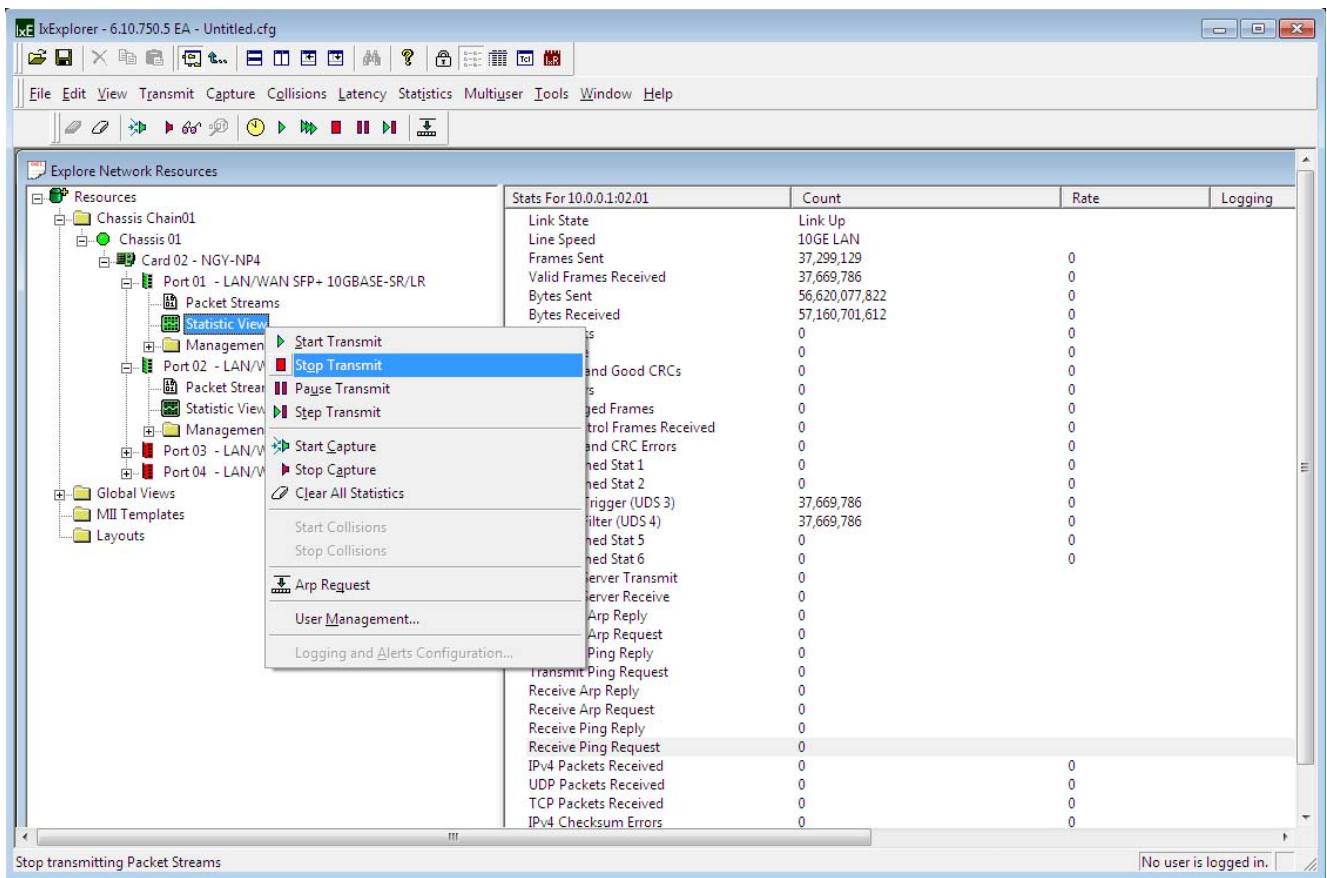 IxExplorer - 6.10.750.5 EA - Untitled.cfg
File Edit View Transmit Capture Collisions Latency Statistics Multiuser Tools Window Help
Explore Network Resources
Resources
Chassis Chain01
Chassis 01
Card 02 - NGY-NP4
Port 01 - LAN/WAN SFP+ 10GBASE-SR/LR
Packet Streams
Statistic View
Managemen
Port 02 - LAN/W
Packet Strea
Statistic View
Managemen
Port 03 - LAN/W
Port 04 - LAN/W
Global Views
MII Templates
Layouts
Start Transmit
Stop Transmit
Pause Transmit
Step Transmit
Start Capture
Stop Capture
Clear All Statistics
Start Collisions
Stop Collisions
Arp Request
User Management...
Logging and Alerts Configuration...
Stats For 10.0.0.1:02.01 Count Rate Logging
Link State Link Up
Line Speed 10GE LAN
Frames Sent 37,299,129 0
Valid Frames Received 37,669,786 0
Bytes Sent 56,620,077,822 0
Bytes Received 57,160,701,612 0
ts 0 0
0 0
and Good CRCs 0 0
s 0 0
ged Frames 0 0
trol Frames Received 0 0
and CRC Errors 0 0
ned Stat 1 0 0
ned Stat 2 0 0
Trigger (UDS 3) 37,669,786 0
Filter (UDS 4) 37,669,786 0
ned Stat 5 0 0
ned Stat 6 0 0
Server Transmit 0
Server Receive 0
Arp Reply 0
Arp Request 0
Ping Reply 0
Transmit Ping Request 0
Receive Arp Reply 0
Receive Arp Request 0
Receive Ping Reply 0
Receive Ping Request 0
IPv4 Packets Received 0 0
UDP Packets Received 0 0
TCP Packets Received 0 0
IPv4 Checksum Errors 0 0
Stop transmitting Packet Streams No user is logged in.